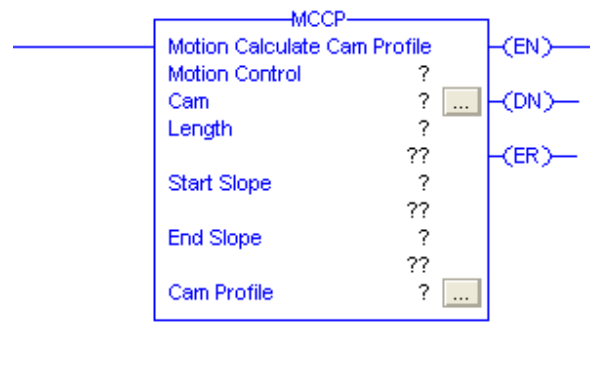 MCCP
Motion Calculate Cam Profile (EN)
Motion Control ?
Cam ? ... (DN)
Length ?
?? (ER)
Start Slope ?
??
End Slope ?
??
Cam Profile ? ...